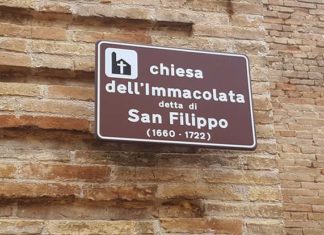 chiesa
dell'Immacolata
detta di
San Filippo
(1660 - 1722)